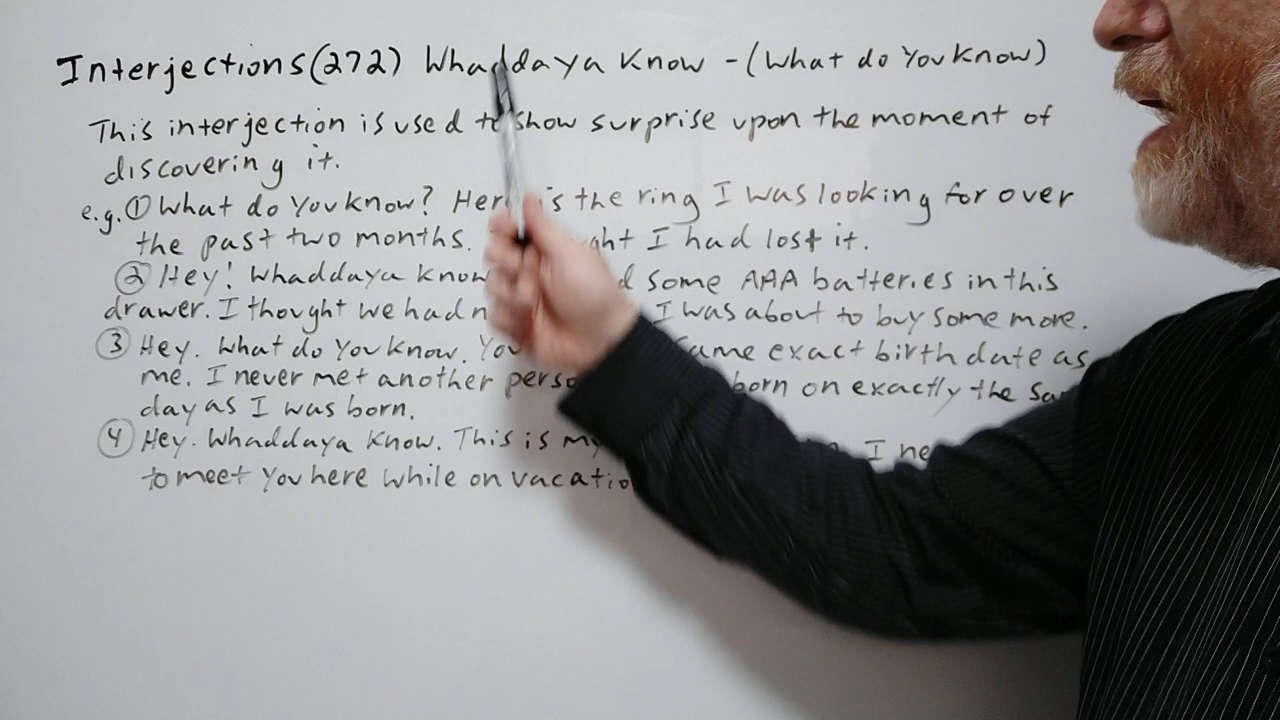 Interjections(272) Whaddaya Know - (What do You Know)
This interjection is used to show surprise upon the moment of
discovering it.
e.g. ① What do You know? Here is the ring I was looking for over
the past two months. I had lost it.
② Hey! Whaddaya know some AAA batteries in this
drawer. I thought we had I was about to buy some more.
③ Hey. What do You know. You same exact birth date as
me. I never met another person born on exactly the same
day as I was born.
④ Hey. Whaddaya Know. This is my I
to meet You here while on vacation